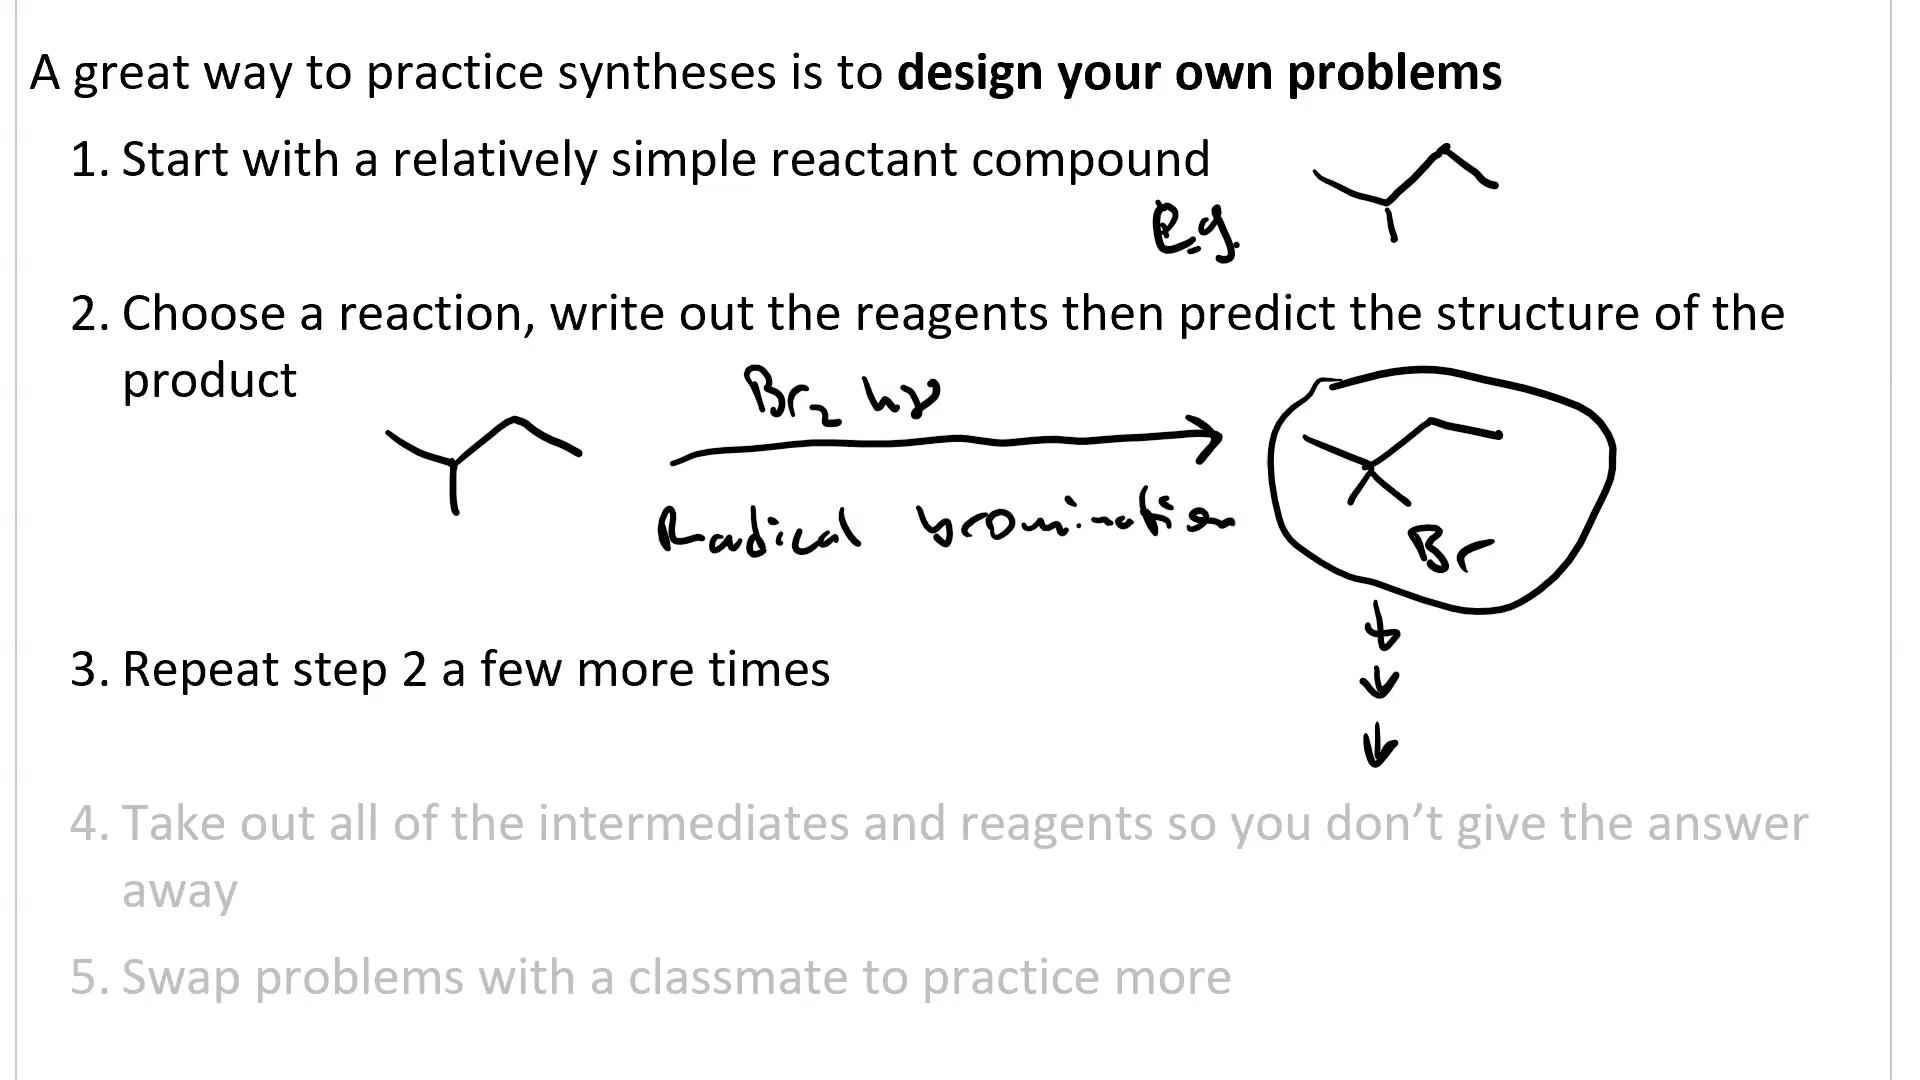 A great way to practice syntheses is to design your own problems
1. Start with a relatively simple reactant compound
e.g.
2. Choose a reaction, write out the reagents then predict the structure of the
product
Br₂ hν
Radical bromination
Br
3. Repeat step 2 a few more times
4. Take out all of the intermediates and reagents so you don’t give the answer
away
5. Swap problems with a classmate to practice more